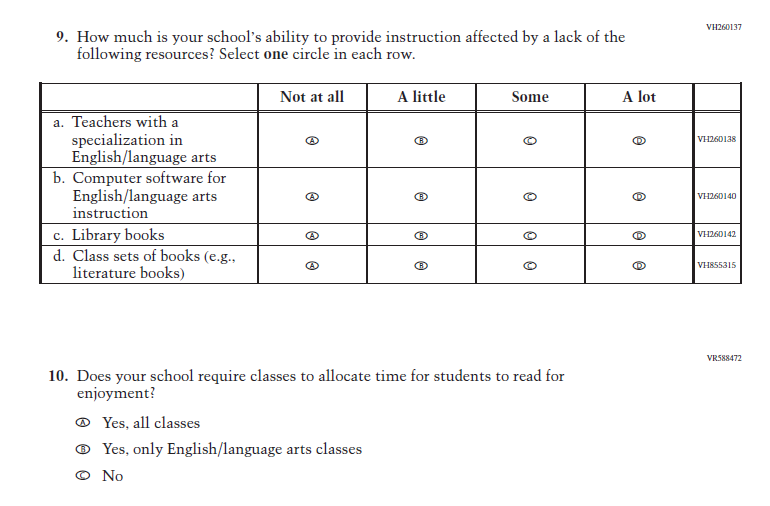 VH260137
9. How much is your school's ability to provide instruction affected by a lack of the
following resources? Select one circle in each row.
Not at all A little Some A lot
a. Teachers with a
specialization in
English/language arts
Ⓐ Ⓑ Ⓒ Ⓓ VH260138
b. Computer software for
English/language arts
instruction
Ⓐ Ⓑ Ⓒ Ⓓ VH260140
c. Library books Ⓐ Ⓑ Ⓒ Ⓓ VH260142
d. Class sets of books (e.g.,
literature books)
Ⓐ Ⓑ Ⓒ Ⓓ VH855315
VR588472
10. Does your school require classes to allocate time for students to read for
enjoyment?
Ⓐ Yes, all classes
Ⓑ Yes, only English/language arts classes
Ⓒ No